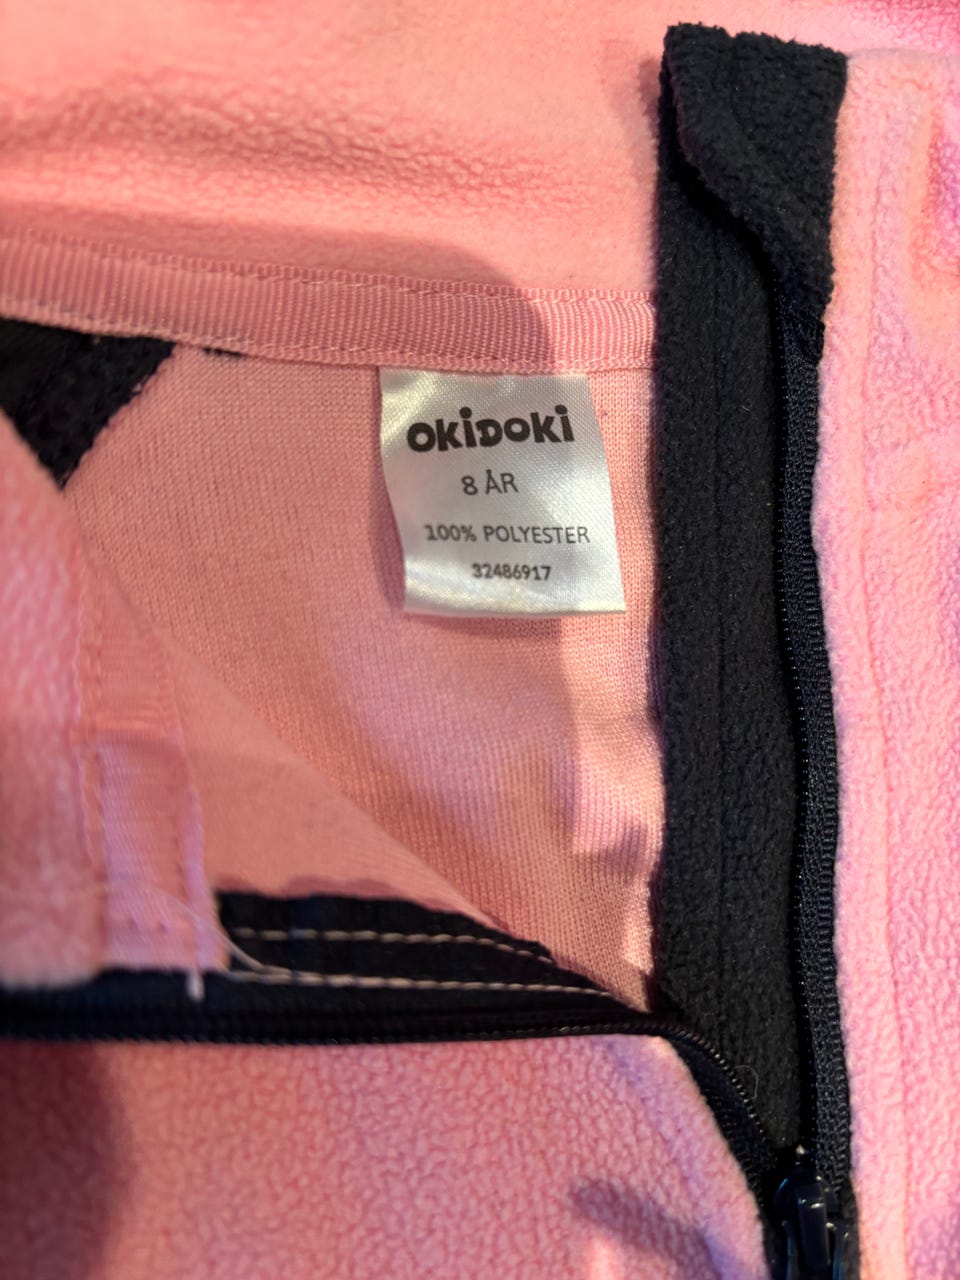 OKIDOKI
8 ÅR
100% POLYESTER
32486917